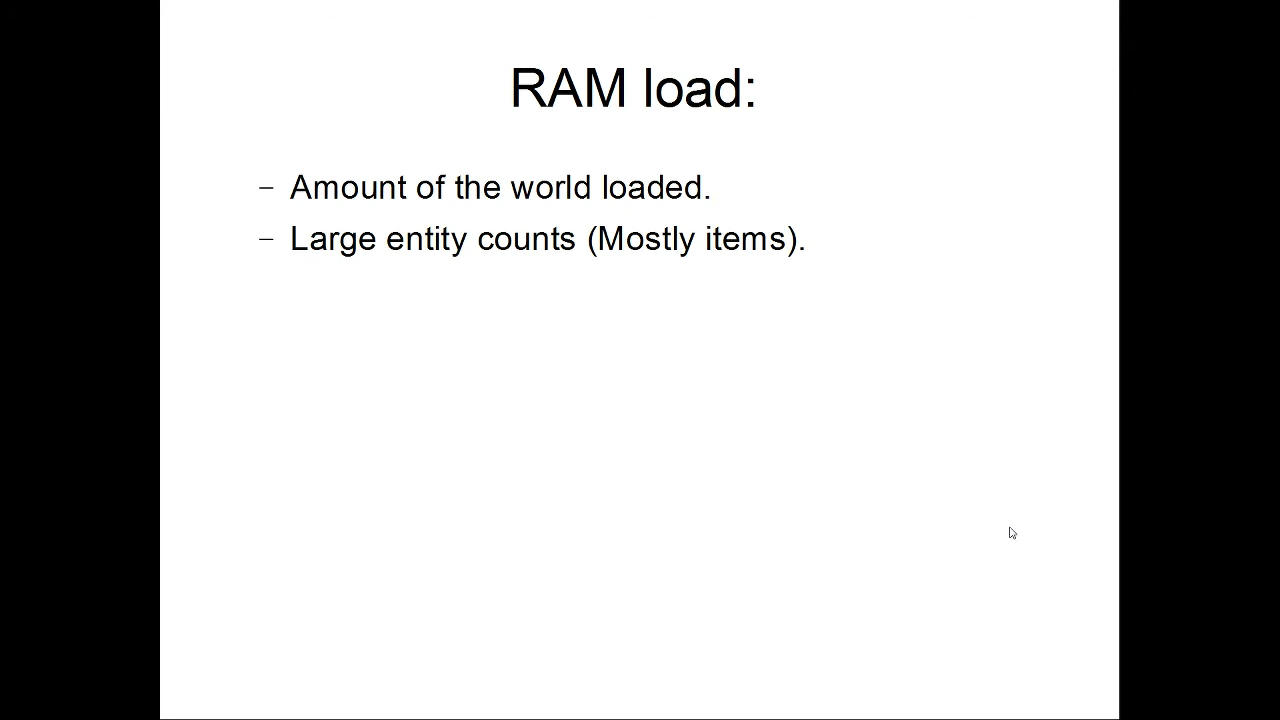 RAM load:
– Amount of the world loaded.
– Large entity counts (Mostly items).